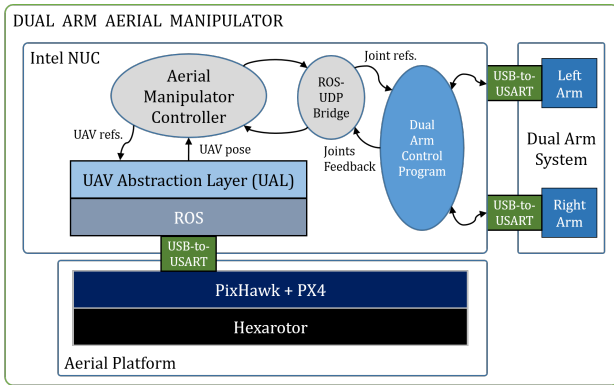 DUAL ARM AERIAL MANIPULATOR
Intel NUC
Aerial
Manipulator
Controller
ROS-
UDP
Bridge
Joint refs.
Joints
Feedback
Dual
Arm
Control
Program
UAV refs.
UAV pose
UAV Abstraction Layer (UAL)
ROS
USB-to-
USART
Left
Arm
Dual Arm
System
USB-to-
USART
Right
Arm
USB-to-
USART
PixHawk + PX4
Hexarotor
Aerial Platform